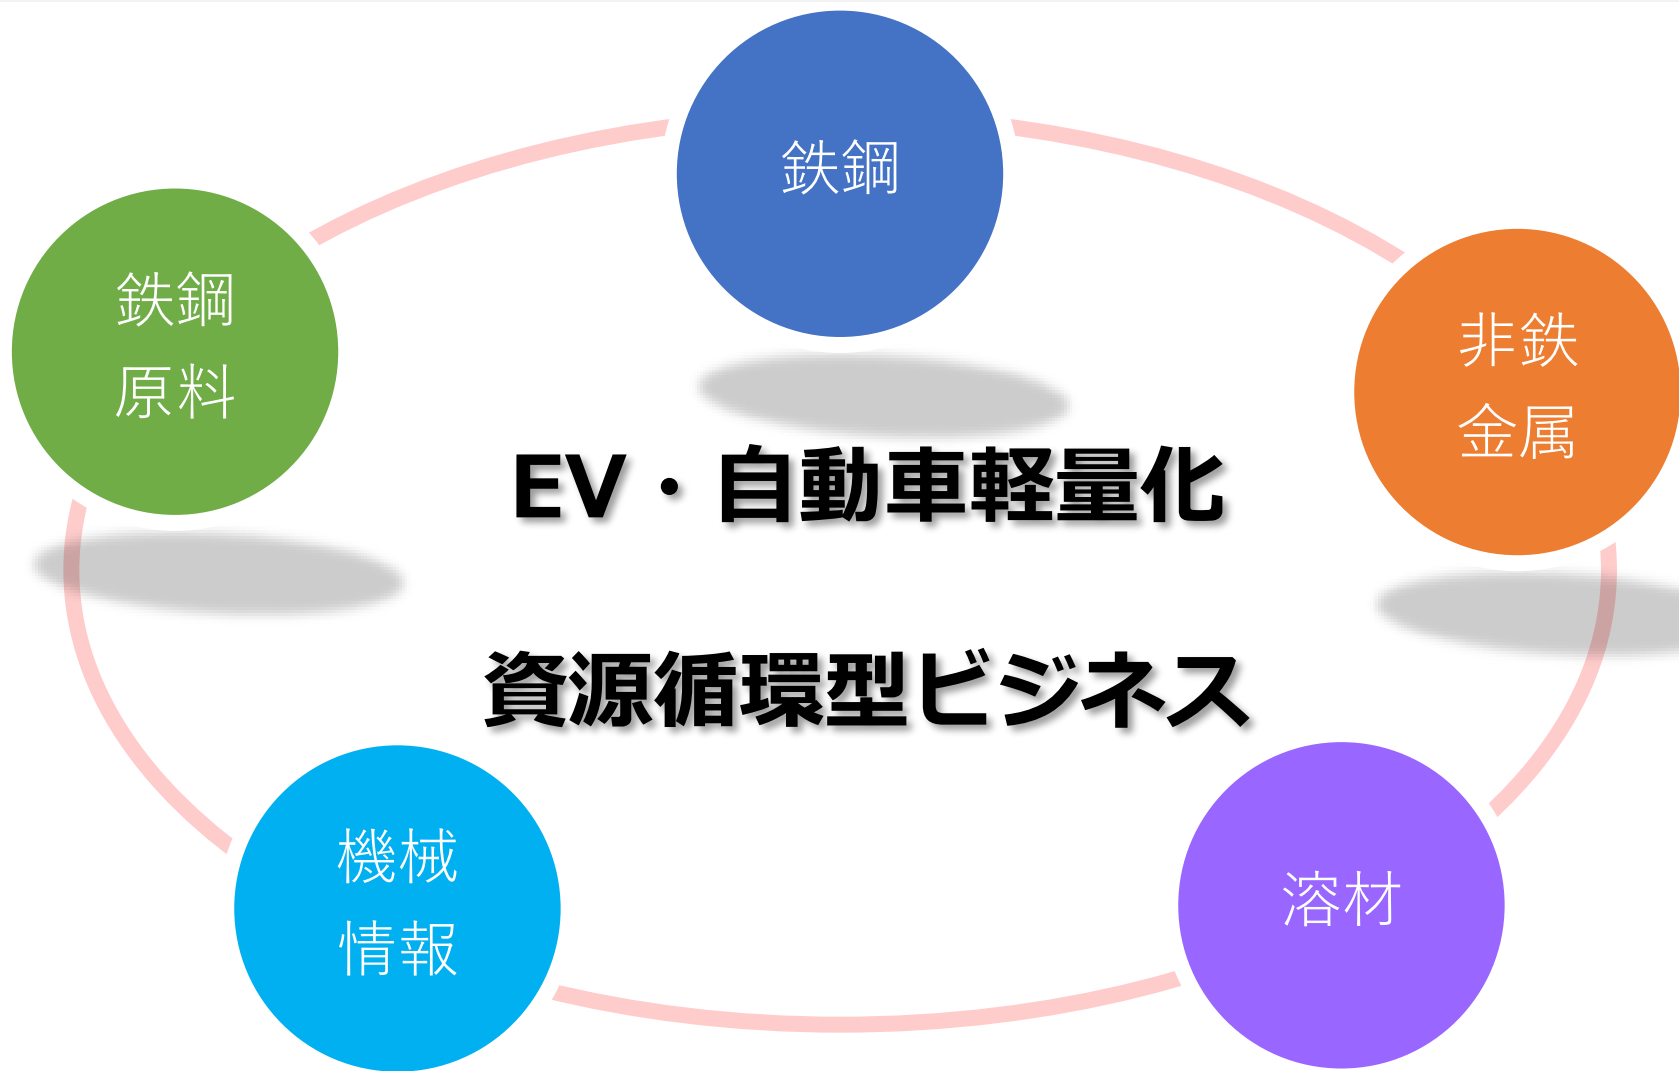 鉄鋼
鉄鋼
原料
非鉄
金属
EV・自動車軽量化
資源循環型ビジネス
機械
情報
溶材